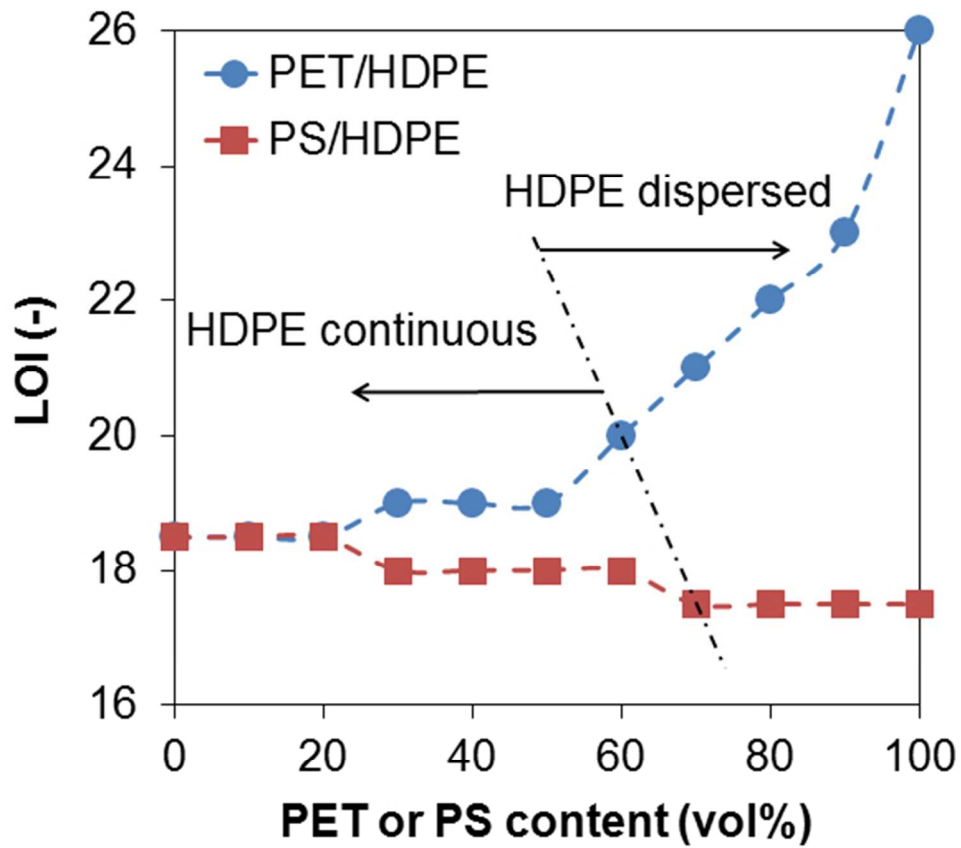 26
PET/HDPE
PS/HDPE
24
HDPE dispersed
22
HDPE continuous
LOI (-)
20
18
16
0 20 40 60 80 100
PET or PS content (vol%)